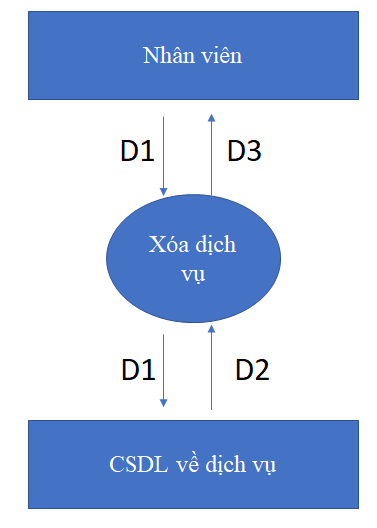 Nhân viên
D1
D3
Xóa dịch
vụ
D1
D2
CSDL về dịch vụ